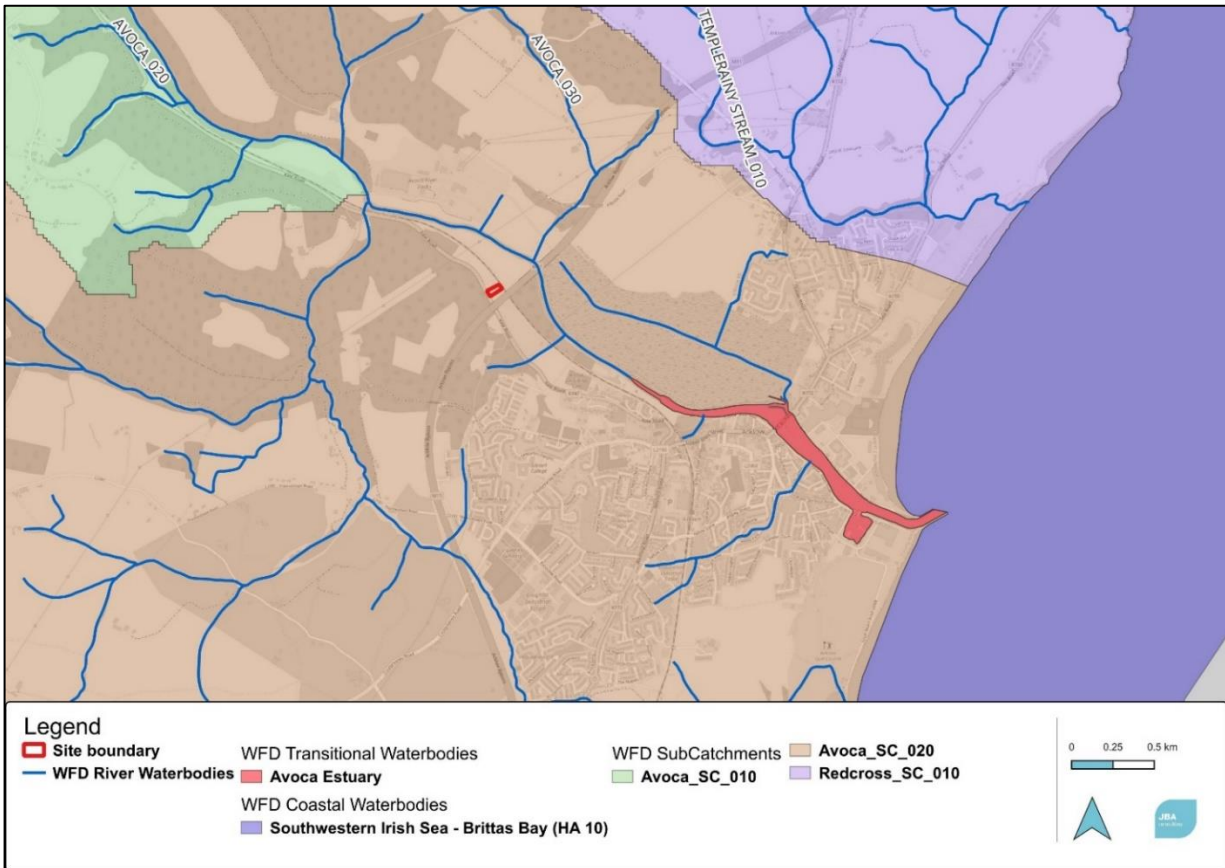 AVOCA_020
AVOCA_030
TEMPLERAINY STREAM_010
Legend
Site boundary
WFD River Waterbodies
WFD Transitional Waterbodies
Avoca Estuary
WFD Coastal Waterbodies
Southwestern Irish Sea - Brittas Bay (HA 10)
WFD SubCatchments
Avoca_SC_010
Avoca_SC_020
Redcross_SC_010
0 0.25 0.5 km
JBA